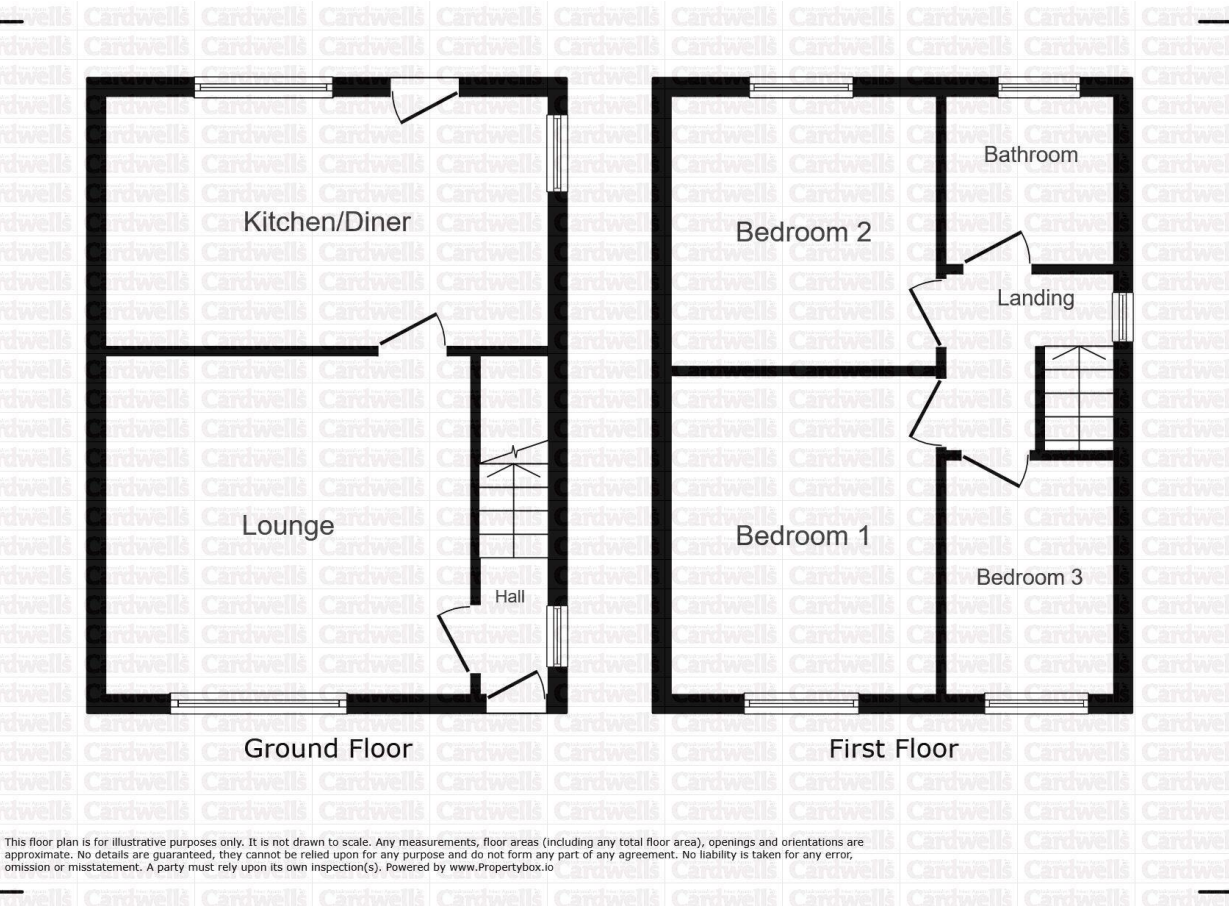 Kitchen/Diner
Lounge
Hall
Bedroom 2
Bathroom
Landing
Bedroom 1
Bedroom 3
Ground Floor
First Floor
This floor plan is for illustrative purposes only. It is not drawn to scale. Any measurements, floor areas (including any total floor area), openings and orientations are
approximate. No details are guaranteed, they cannot be relied upon for any purpose and do not form any part of any agreement. No liability is taken for any error,
omission or misstatement. A party must rely upon its own inspection(s). Powered by www.Propertybox.io
Cardwells